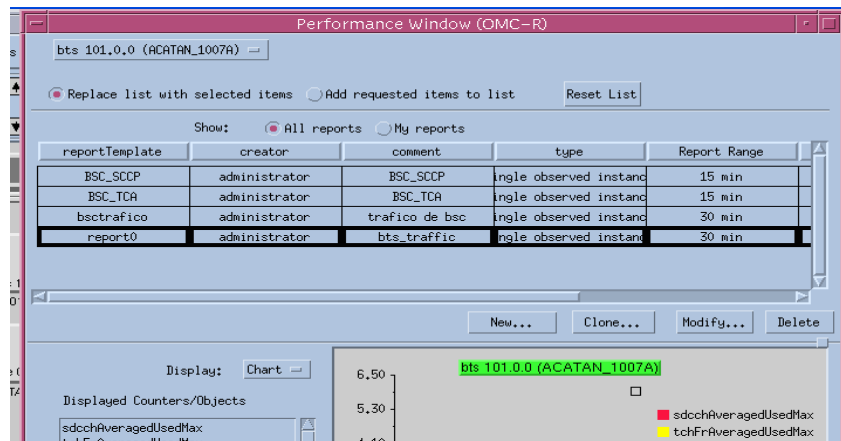 Performance Window (OMC-R)
bts 101.0.0 (ACATAN_1007A)
Replace list with selected items Add requested items to list Reset List
Show: All reports My reports
reportTemplate creator comment type Report Range
BSC_SCCP administrator BSC_SCCP ingle observed instanc 15 min
BSC_TCA administrator BSC_TCA ingle observed instanc 15 min
bsctrafico administrator trafico de bsc ingle observed instanc 30 min
report0 administrator bts_traffic ngle observed instanc 30 min
New... Clone... Modify... Delete
Display: Chart
bts 101.0.0 (ACATAN_1007A)
6.50
Displayed Counters/Objects
5.30
sdcchAveragedUsedMax
sdcchAveragedUsedMax
tchFrAveragedUsedMax